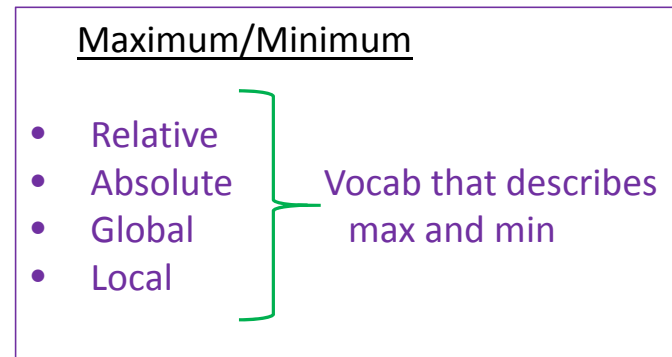 Maximum/Minimum
• Relative
• Absolute
• Global
• Local
Vocab that describes
max and min